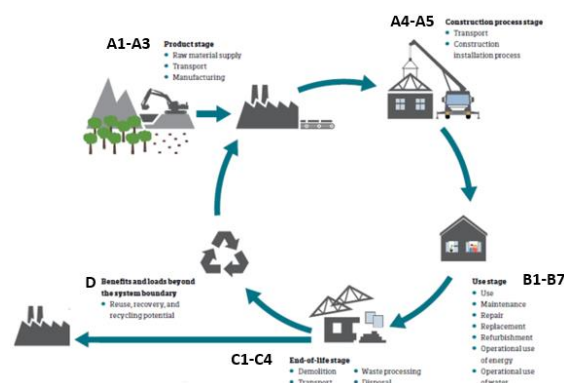 A1-A3
Product stage
• Raw material supply
• Transport
• Manufacturing
A4-A5
Construction process stage
• Transport
• Construction
installation process
B1-B7
Use stage
• Use
• Maintenance
• Repair
• Replacement
• Refurbishment
• Operational use
of energy
• Operational use
of water
C1-C4
End-of-life stage
• Demolition
• Transport
• Waste processing
• Disposal
D
Benefits and loads beyond
the system boundary
• Reuse, recovery, and
recycling potential